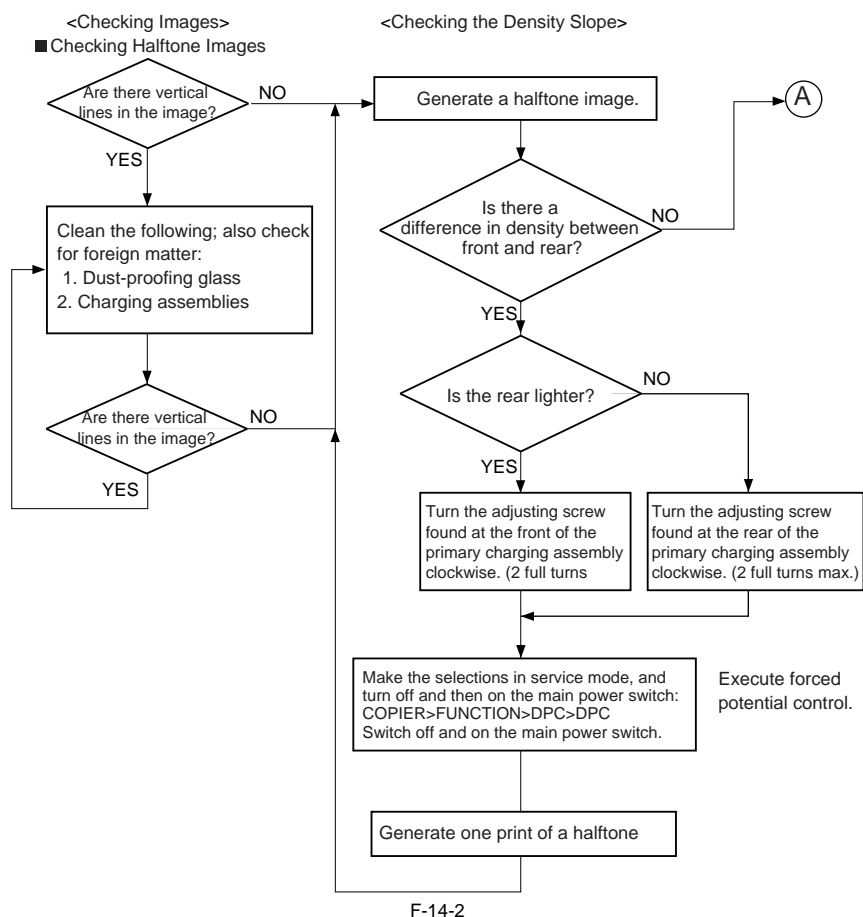 <Checking Images>
■ Checking Halftone Images
Are there vertical
lines in the image?
NO
YES
Clean the following; also check
for foreign matter:
1. Dust-proofing glass
2. Charging assemblies
Are there vertical
lines in the image?
NO
YES
<Checking the Density Slope>
Generate a halftone image.
A
Is there a
difference in density between
front and rear?
NO
YES
Is the rear lighter?
NO
YES
Turn the adjusting screw
found at the front of the
primary charging assembly
clockwise. (2 full turns
Turn the adjusting screw
found at the rear of the
primary charging assembly
clockwise. (2 full turns max.)
Make the selections in service mode, and
turn off and then on the main power switch:
COPIER>FUNCTION>DPC>DPC
Switch off and on the main power switch.
Execute forced
potential control.
Generate one print of a halftone
F-14-2